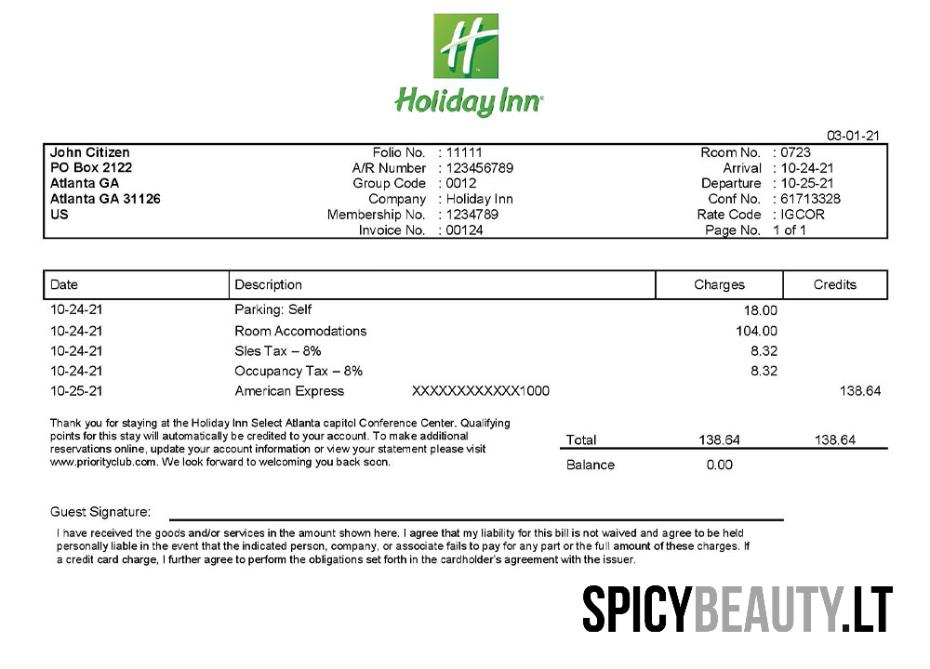 H
Holiday Inn®
03-01-21
John Citizen Folio No. : 11111 Room No. : 0723
PO Box 2122 A/R Number : 123456789 Arrival : 10-24-21
Atlanta GA Group Code : 0012 Departure : 10-25-21
Atlanta GA 31126 Company : Holiday Inn Conf No. : 61713328
US Membership No. : 1234789 Rate Code : IGCOR
Invoice No. : 00124 Page No. 1 of 1
Date Description Charges Credits
10-24-21 Parking: Self 18.00
10-24-21 Room Accomodations 104.00
10-24-21 Sles Tax – 8% 8.32
10-24-21 Occupancy Tax – 8% 8.32
10-25-21 American Express XXXXXXXXXXXX1000 138.64
Thank you for staying at the Holiday Inn Select Atlanta capitol Conference Center. Qualifying
points for this stay will automatically be credited to your account. To make additional
reservations online, update your account information or view your statement please visit
www.priorityclub.com. We look forward to welcoming you back soon.
Total 138.64 138.64
Balance 0.00
Guest Signature:
I have received the goods and/or services in the amount shown here. I agree that my liability for this bill is not waived and agree to be held
personally liable in the event that the indicated person, company, or associate fails to pay for any part or the full amount of these charges. If
a credit card charge, I further agree to perform the obligations set forth in the cardholder's agreement with the issuer.
SPICYBEAUTY.LT